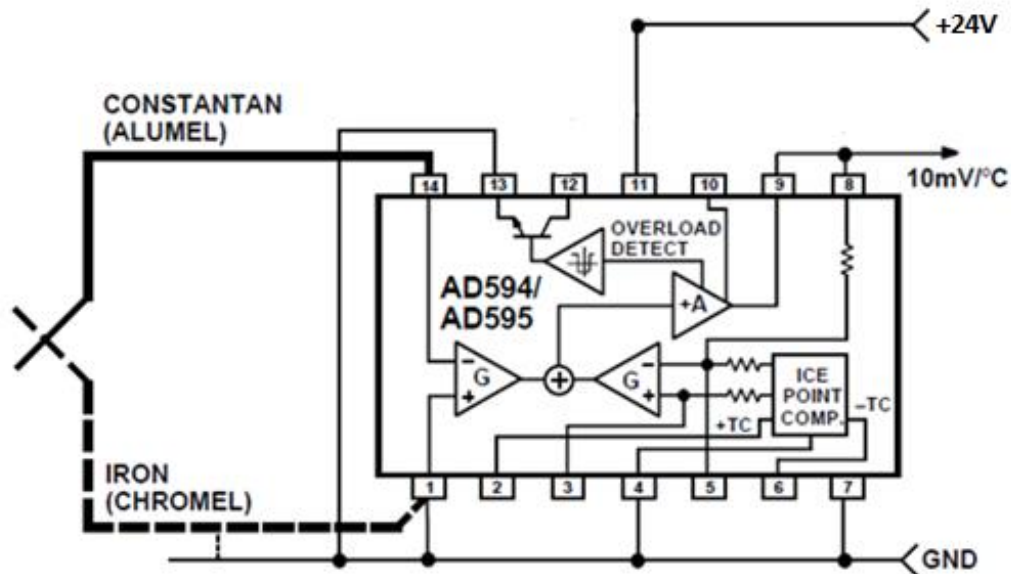 +24V
CONSTANTAN
(ALUMEL)
10mV/°C
14
13
12
11
10
9
8
OVERLOAD
DETECT
AD594/
AD595
+A
–
G
+
+
–
G
+
ICE
POINT
COMP.
–TC
+TC
IRON
(CHROMEL)
1
2
3
4
5
6
7
GND